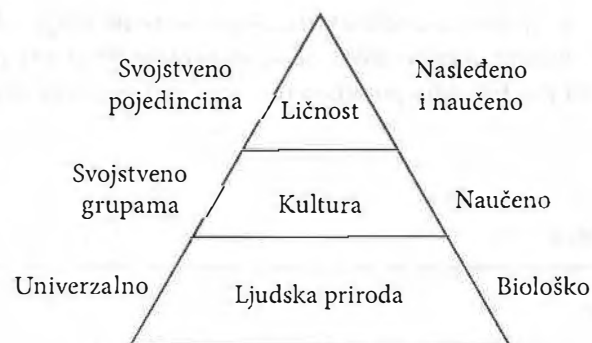 Svojstveno
pojedincima
Ličnost
Nasleđeno
i naučeno
Svojstveno
grupama
Kultura
Naučeno
Univerzalno
Ljudska priroda
Biološko